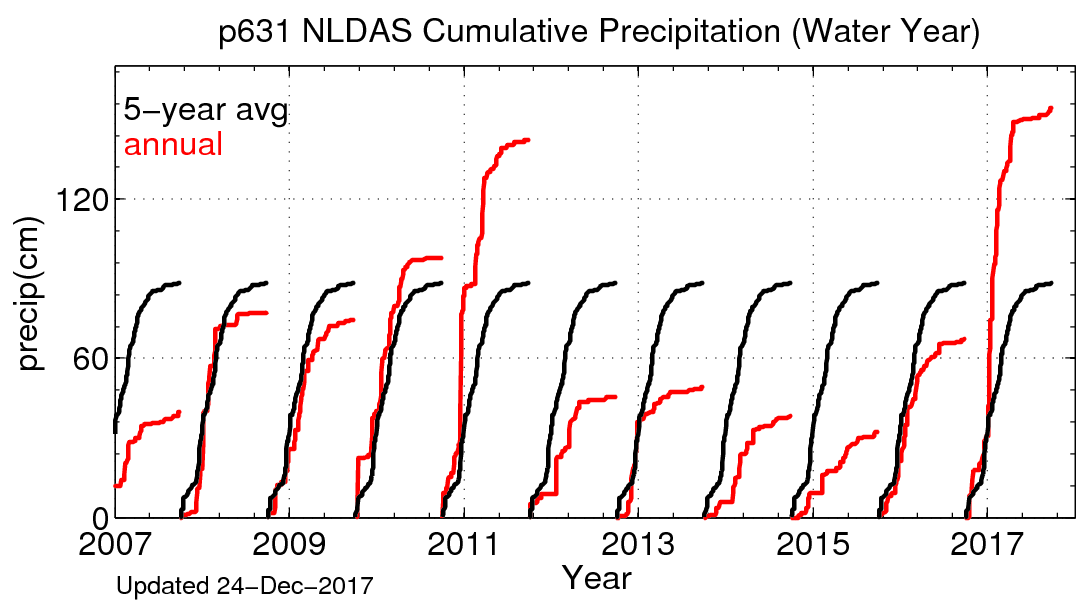 p631 NLDAS Cumulative Precipitation (Water Year)
5−year avg
annual
precip(cm)
120
60
0
2007 2009 2011 2013 2015 2017
Year
Updated 24−Dec−2017